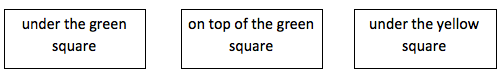 under the green
square
on top of the green
square
under the yellow
square